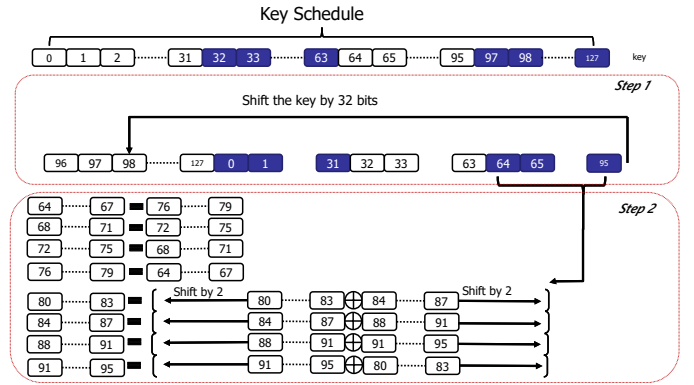 Key Schedule
0 1 2 31 32 33 63 64 65 95 97 98 127 key
Step 1
Shift the key by 32 bits
96 97 98 127 0 1 31 32 33 63 64 65 95
Step 2
64 67 76 79
68 71 72 75
72 75 68 71
76 79 64 67
80 83 Shift by 2 80 83 84 87 Shift by 2
84 87 84 87 88 91
88 91 88 91 91 95
91 95 91 95 80 83